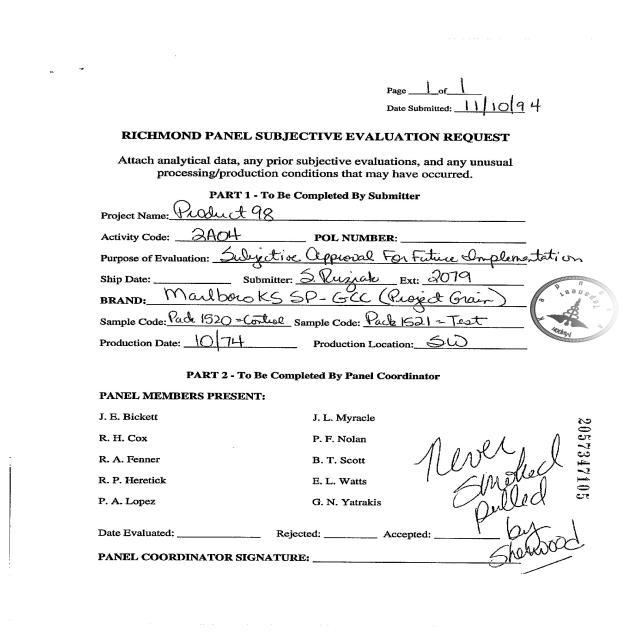 Page 1 of 1
Date Submitted: 11/10/94
RICHMOND PANEL SUBJECTIVE EVALUATION REQUEST
Attach analytical data, any prior subjective evaluations, and any unusual
processing/production conditions that may have occurred.
PART 1 - To Be Completed By Submitter
Project Name: Product 98
Activity Code: 2A04 POL NUMBER:
Purpose of Evaluation: Subjective Approval For Future Implementation
Ship Date: Submitter: S. Ruziak Ext: 2079
BRAND: Marlboro KS SP-GCC (Project Grain)
Sample Code: Pack 1520 = Control Sample Code: Pack 1521 = Test
Production Date: 10/74 Production Location: SW
PART 2 - To Be Completed By Panel Coordinator
PANEL MEMBERS PRESENT:
J. E. Bickett J. L. Myracle
R. H. Cox P. F. Nolan
R. A. Fenner B. T. Scott
R. P. Heretick E. L. Watts
P. A. Lopez G. N. Yatrakis
Never
smoked
pulled
by
Sherwood
2057347105
Date Evaluated: Rejected: Accepted:
PANEL COORDINATOR SIGNATURE: